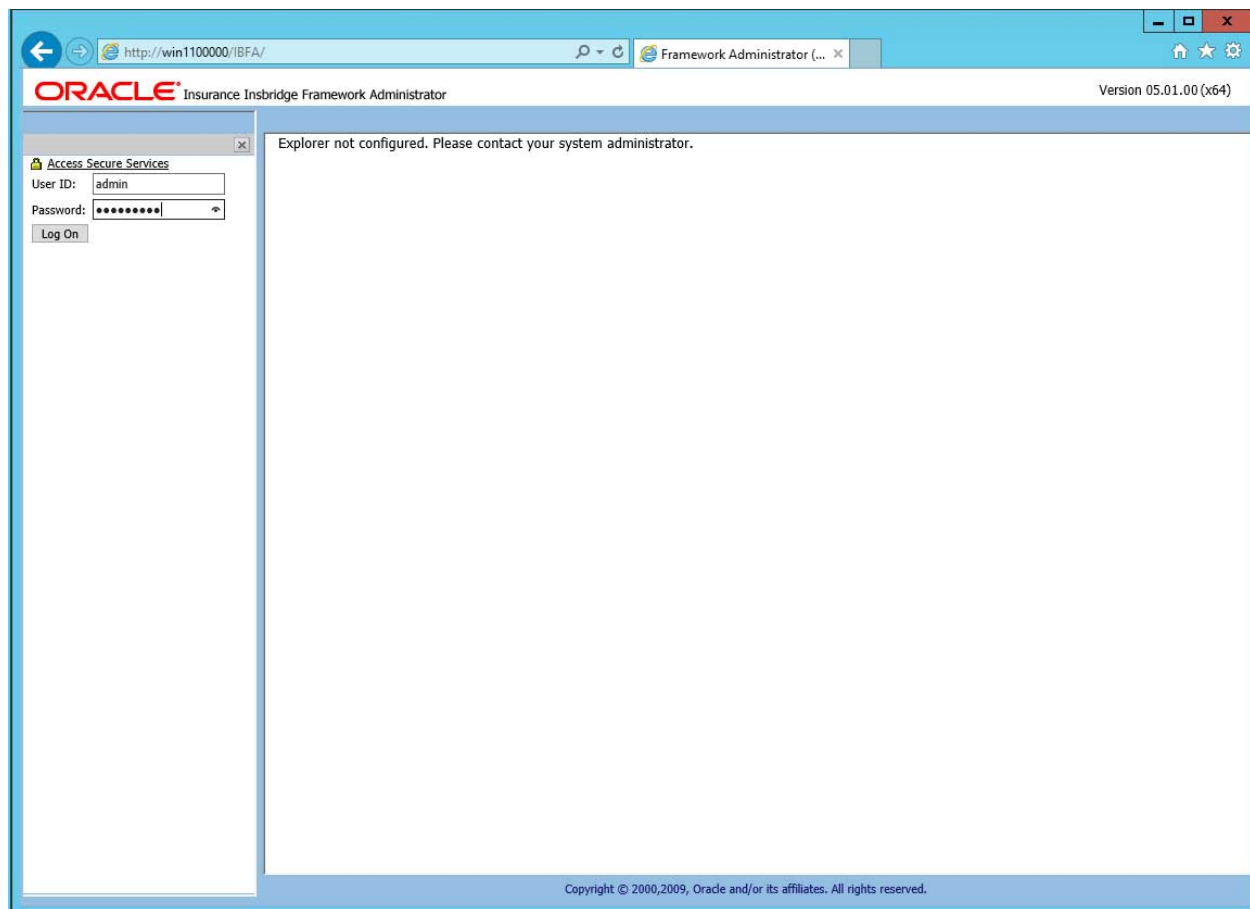 http://win1100000/IBFA/
Framework Administrator (...
ORACLE Insurance Insbridge Framework Administrator
Version 05.01.00 (x64)
Explorer not configured. Please contact your system administrator.
Access Secure Services
User ID: admin
Password: •••••••••
Log On
Copyright © 2000,2009, Oracle and/or its affiliates. All rights reserved.